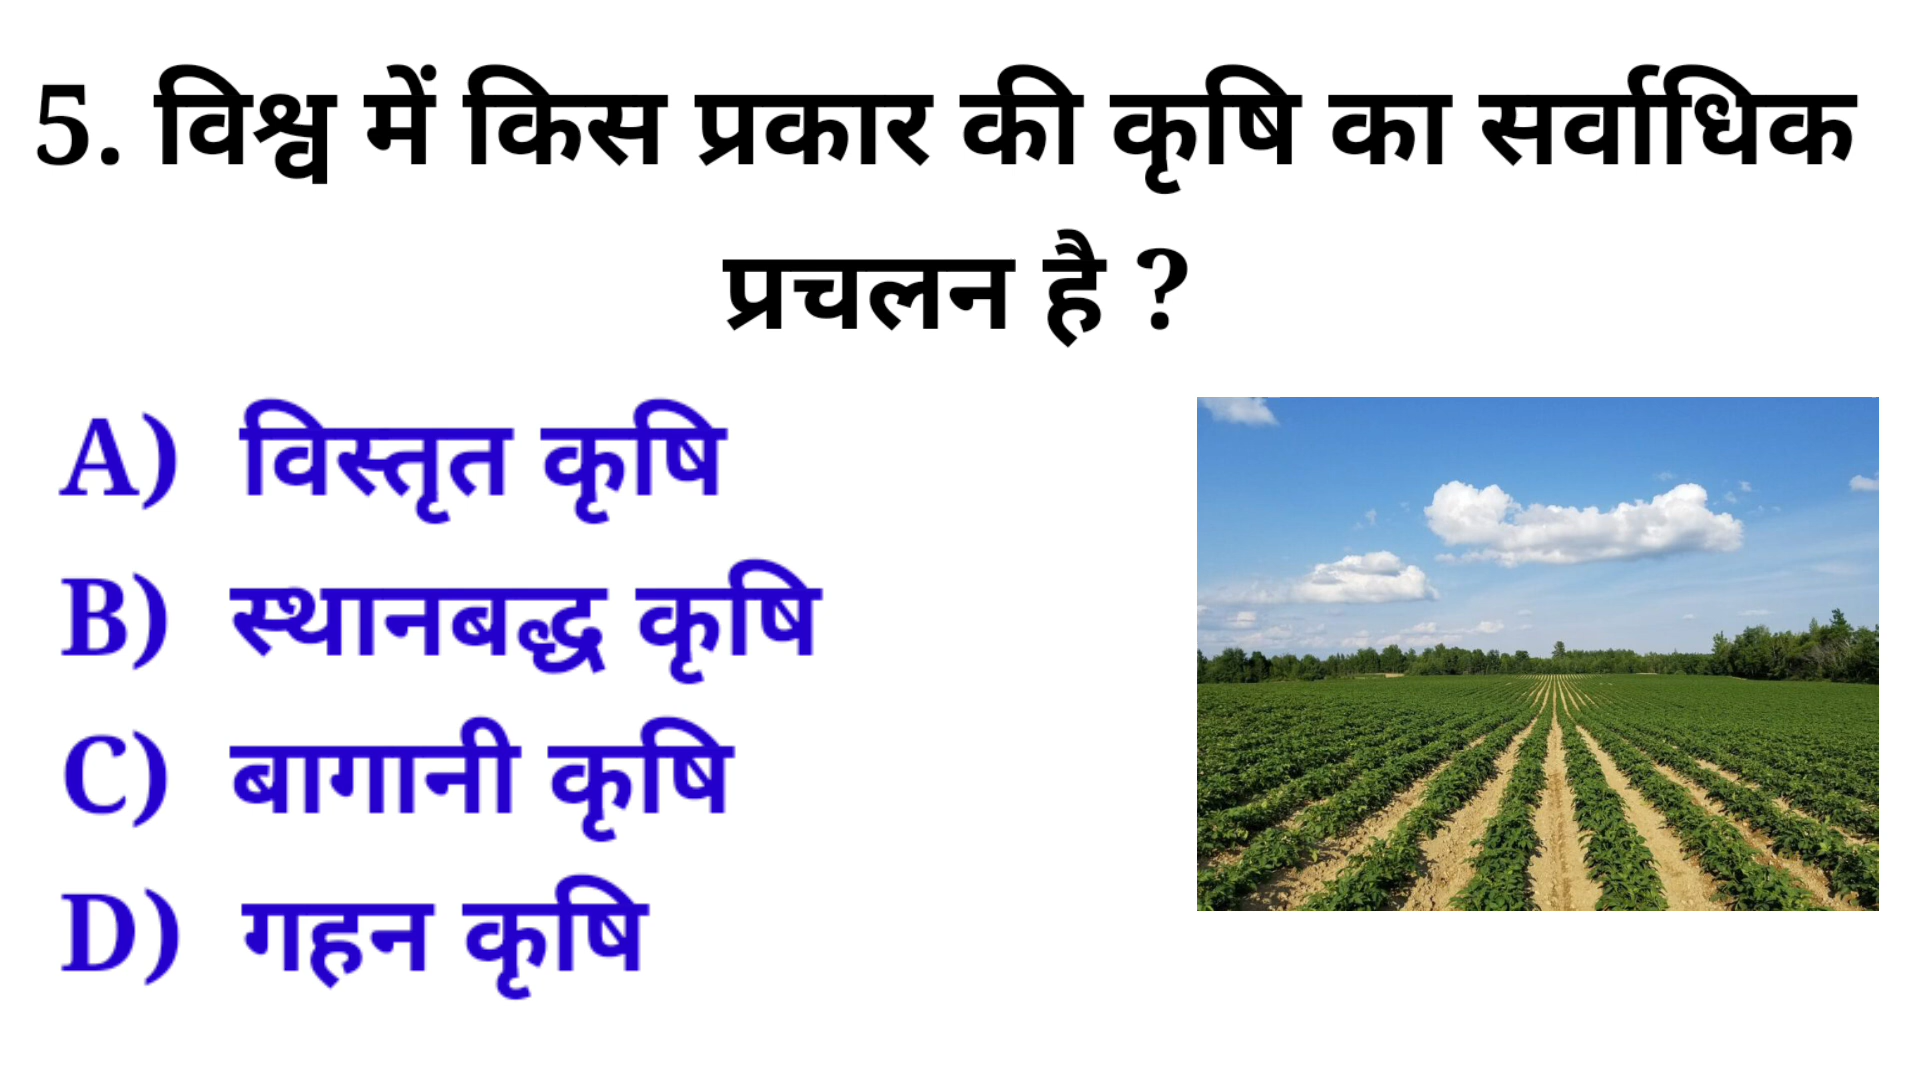 5. विश्व में किस प्रकार की कृषि का सर्वाधिक
प्रचलन है ?
A) विस्तृत कृषि
B) स्थानबद्ध कृषि
C) बागानी कृषि
D) गहन कृषि